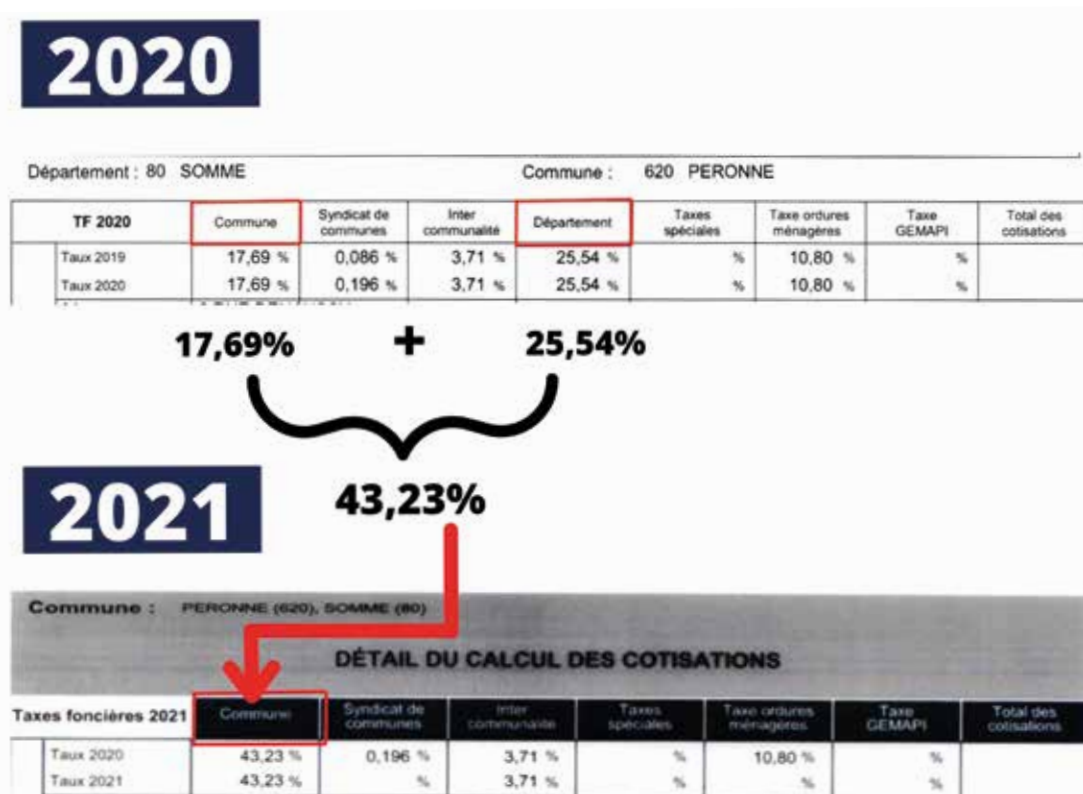 2020
Département : 80 SOMME Commune : 620 PERONNE
TF 2020 Commune Syndicat de communes Inter communalité Département Taxes spéciales Taxe ordures ménagères Taxe GEMAPI Total des cotisations
Taux 2019 17,69 % 0,086 % 3,71 % 25,54 % % 10,80 % %
Taux 2020 17,69 % 0,196 % 3,71 % 25,54 % % 10,80 % %
17,69% + 25,54%
43,23%
2021
Commune : PERONNE (620), SOMME (80)
DÉTAIL DU CALCUL DES COTISATIONS
Taxes foncières 2021 Commune Syndicat de communes Inter communalité Taxes spéciales Taxe ordures ménagères Taxe GEMAPI Total des cotisations
Taux 2020 43,23 % 0,196 % 3,71 % % 10,80 % %
Taux 2021 43,23 % % 3,71 % % % %